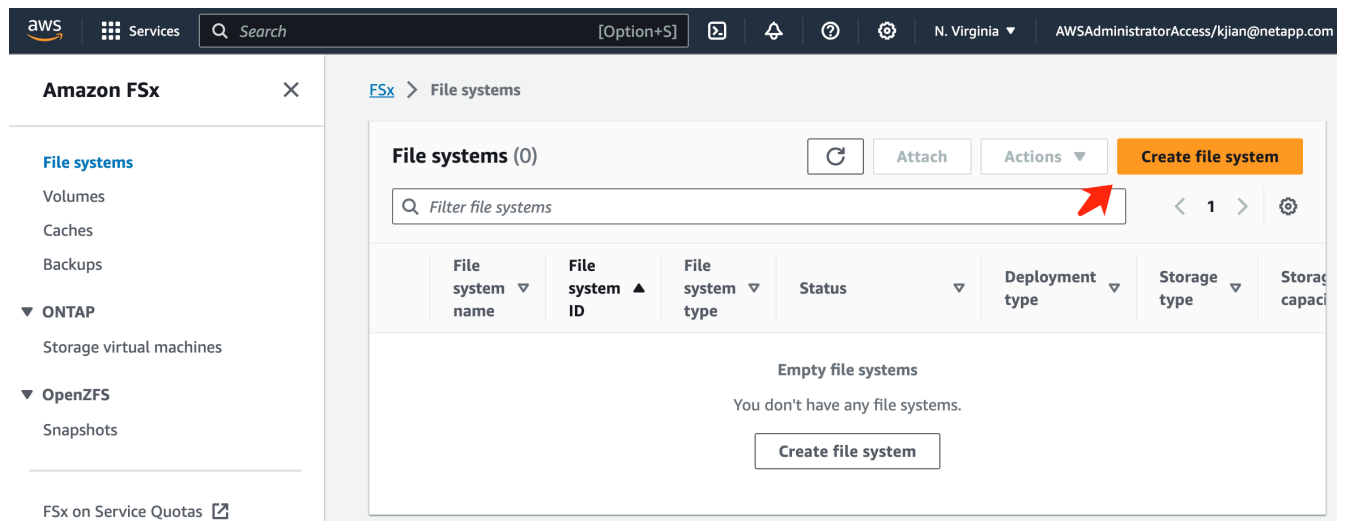 aws
Services
Search
[Option+S]
N. Virginia
AWSAdministratorAccess/kjian@netapp.com
Amazon FSx
File systems
Volumes
Caches
Backups
ONTAP
Storage virtual machines
OpenZFS
Snapshots
FSx on Service Quotas
FSx
File systems
File systems (0)
Attach
Actions
Create file system
Filter file systems
1
File
system
name
File
system
ID
File
system
type
Status
Deployment
type
Storage
type
Storag
capaci
Empty file systems
You don't have any file systems.
Create file system